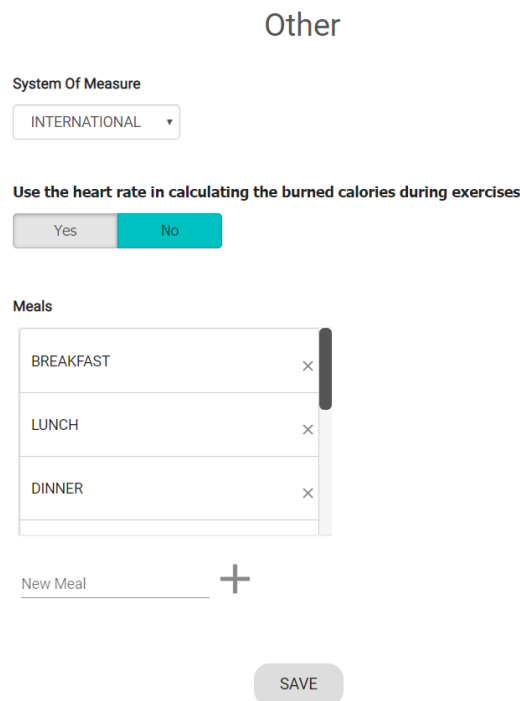 Other
System Of Measure
INTERNATIONAL
Use the heart rate in calculating the burned calories during exercises
Yes No
Meals
BREAKFAST
LUNCH
DINNER
New Meal
SAVE